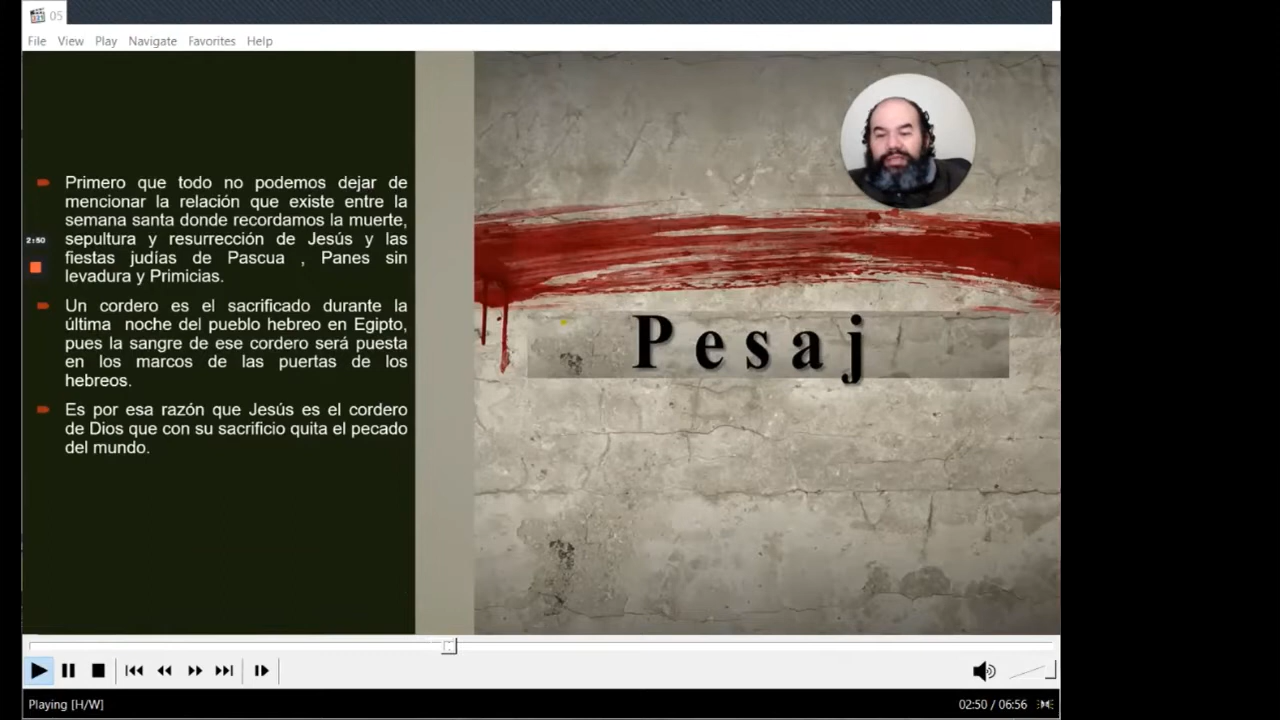 05
File View Play Navigate Favorites Help
Primero que todo no podemos dejar de
mencionar la relación que existe entre la
semana santa donde recordamos la muerte,
sepultura y resurrección de Jesús y las
fiestas judías de Pascua , Panes sin
levadura y Primicias.
Un cordero es el sacrificado durante la
última noche del pueblo hebreo en Egipto,
pues la sangre de ese cordero será puesta
en los marcos de las puertas de los
hebreos.
Es por esa razón que Jesús es el cordero
de Dios que con su sacrificio quita el pecado
del mundo.
2:50
Pesaj
Playing [H/W]
02:50 / 06:56